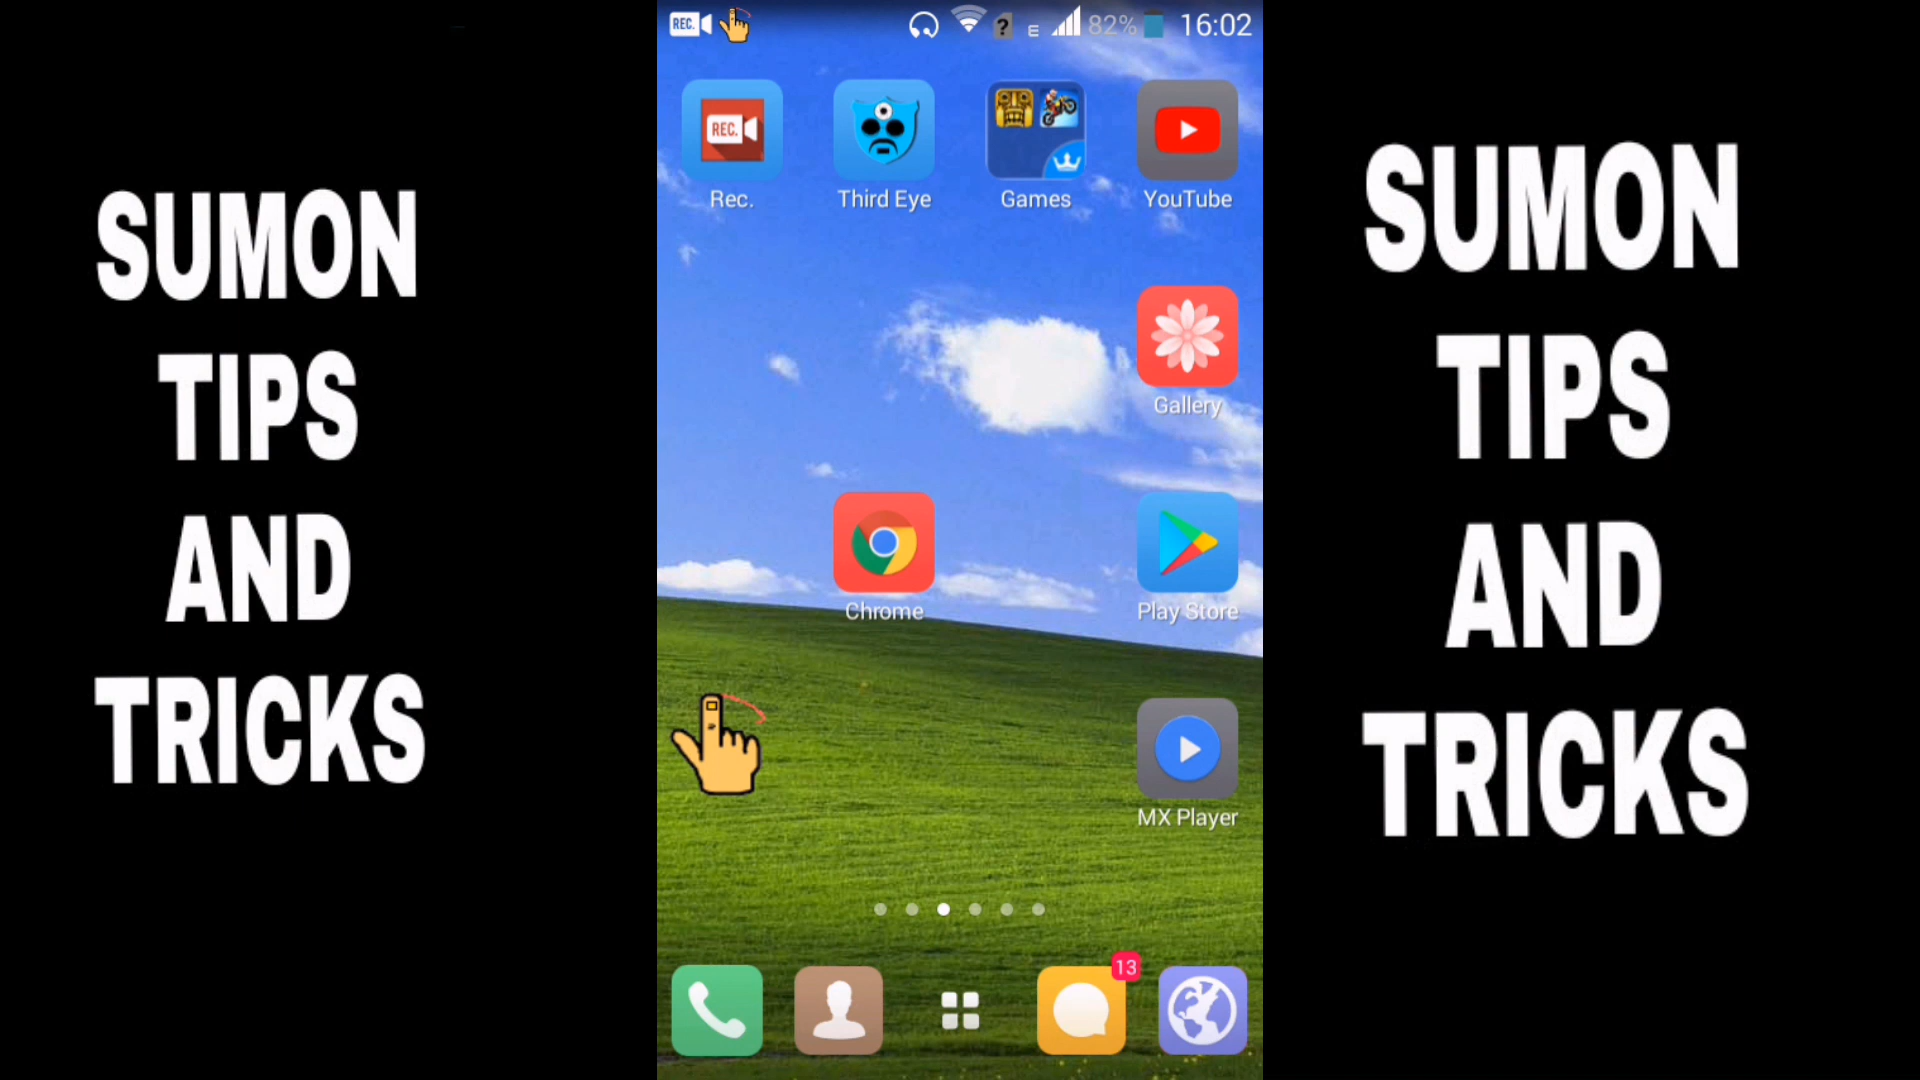 SUMON
TIPS
AND
TRICKS
REC.
?
E
82%
16:02
REC.
Rec.
Third Eye
Games
YouTube
Gallery
Chrome
Play Store
MX Player
13
SUMON
TIPS
AND
TRICKS